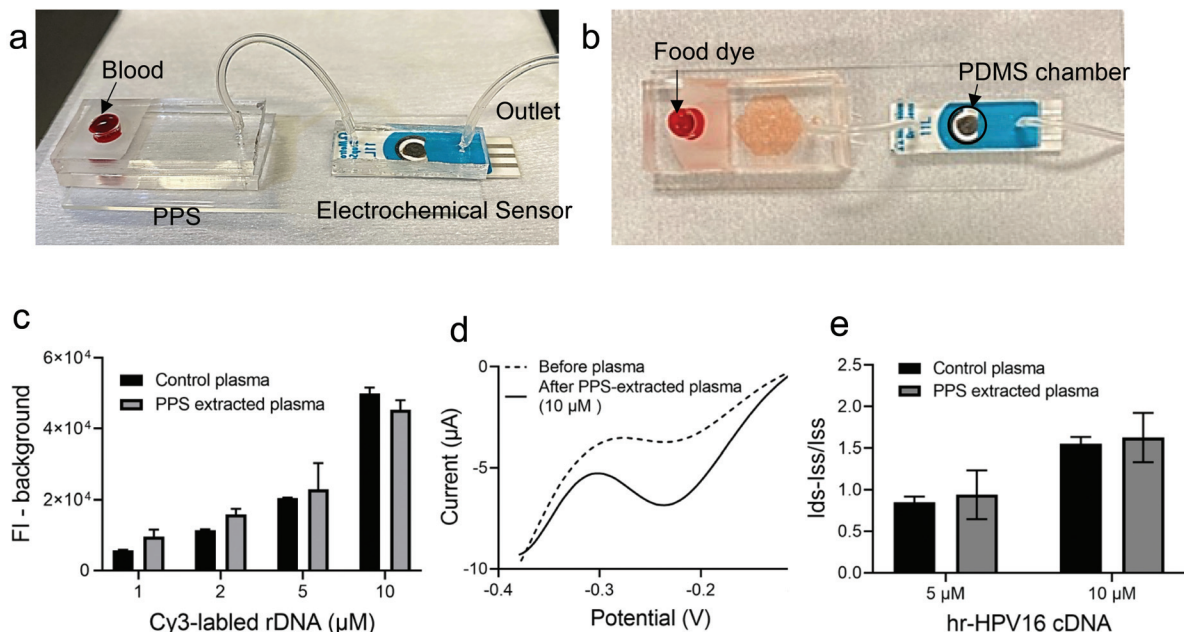 a
Blood
Outlet
PPS
Electrochemical Sensor
b
Food dye
PDMS chamber
c
6×10⁴
4×10⁴
2×10⁴
0
FI - background
Control plasma
PPS extracted plasma
1
2
5
10
Cy3-labled rDNA (µM)
d
0
-5
-10
Current (µA)
Before plasma
After PPS-extracted plasma
(10 µM )
-0.4
-0.3
-0.2
Potential (V)
e
2.5
2.0
1.5
1.0
0.5
0.0
Ids-Iss/Iss
Control plasma
PPS extracted plasma
5 µM
10 µM
hr-HPV16 cDNA